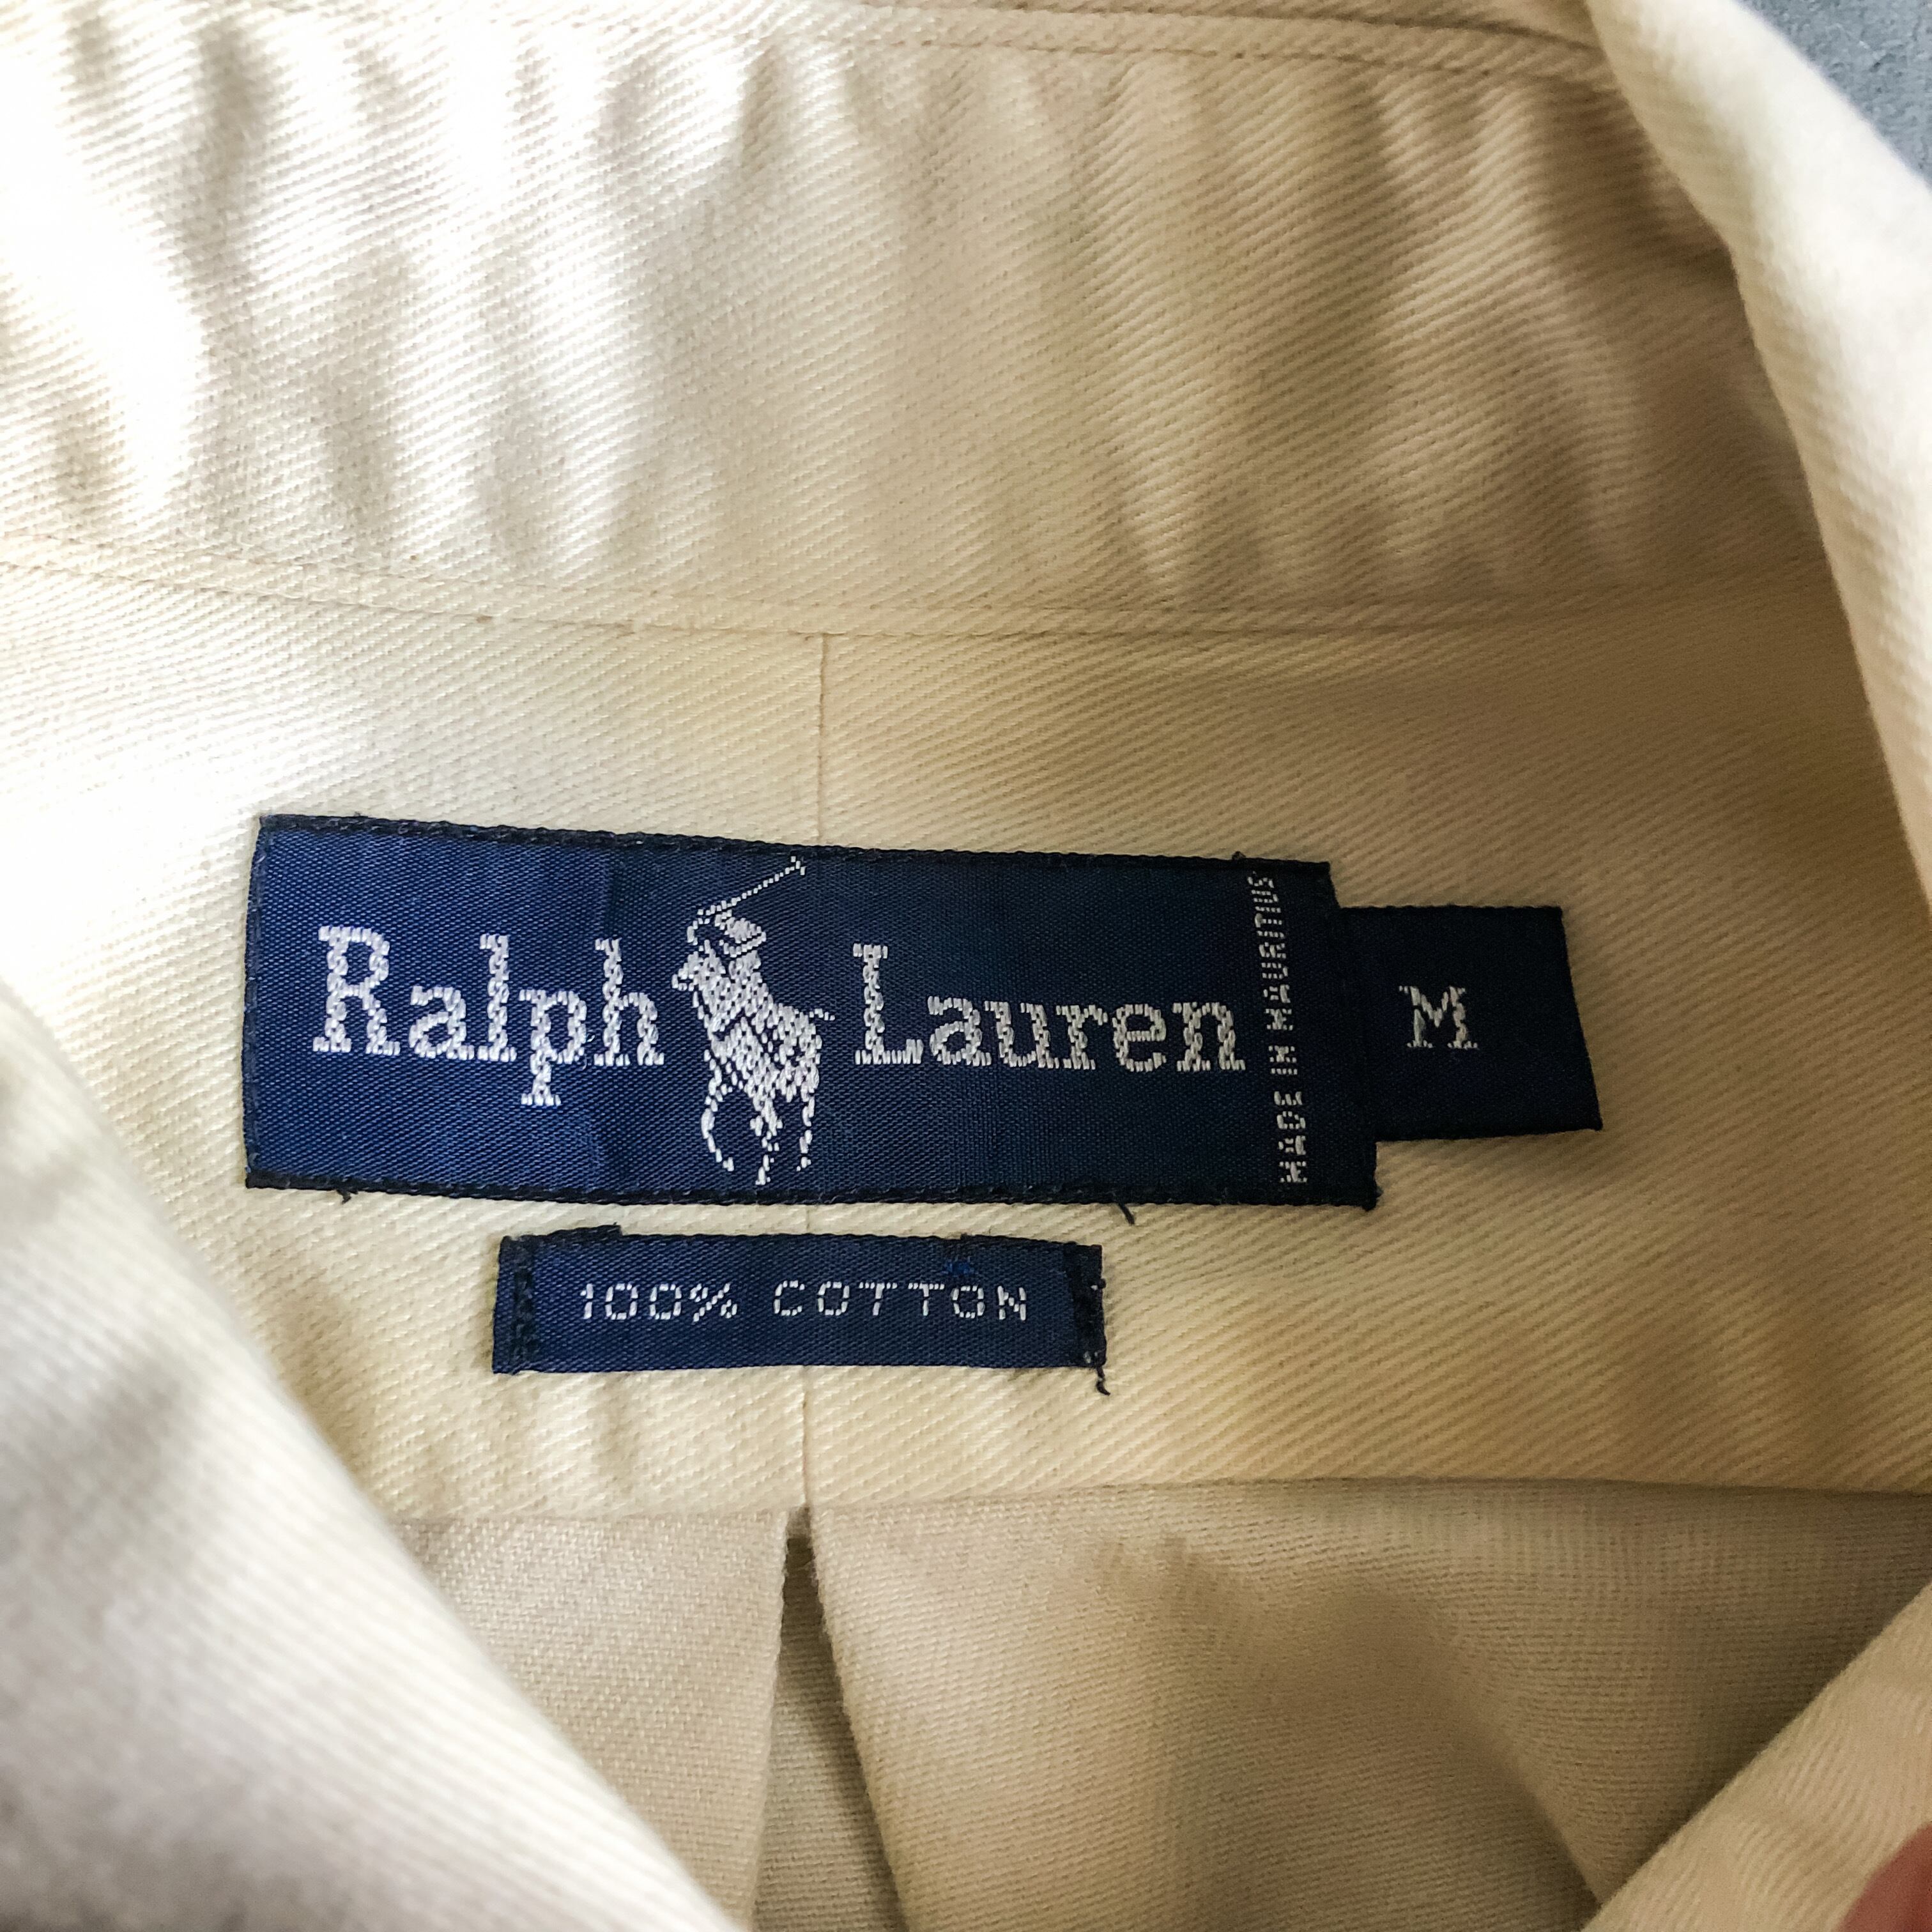 Ralph Lauren
MADE IN MAURITIUS
M
100% COTTON